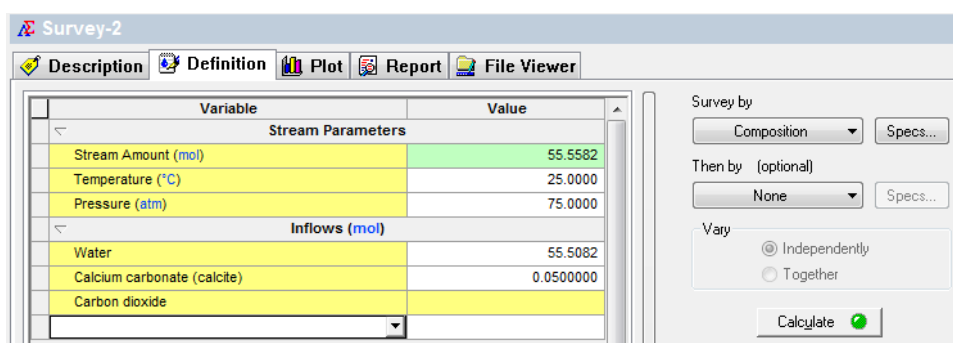 Survey-2
Description Definition Plot Report File Viewer
Variable Value
Stream Parameters
Stream Amount (mol) 55.5582
Temperature (°C) 25.0000
Pressure (atm) 75.0000
Inflows (mol)
Water 55.5082
Calcium carbonate (calcite) 0.0500000
Carbon dioxide
Survey by
Composition Specs...
Then by (optional)
None Specs...
Vary
Independently
Together
Calculate